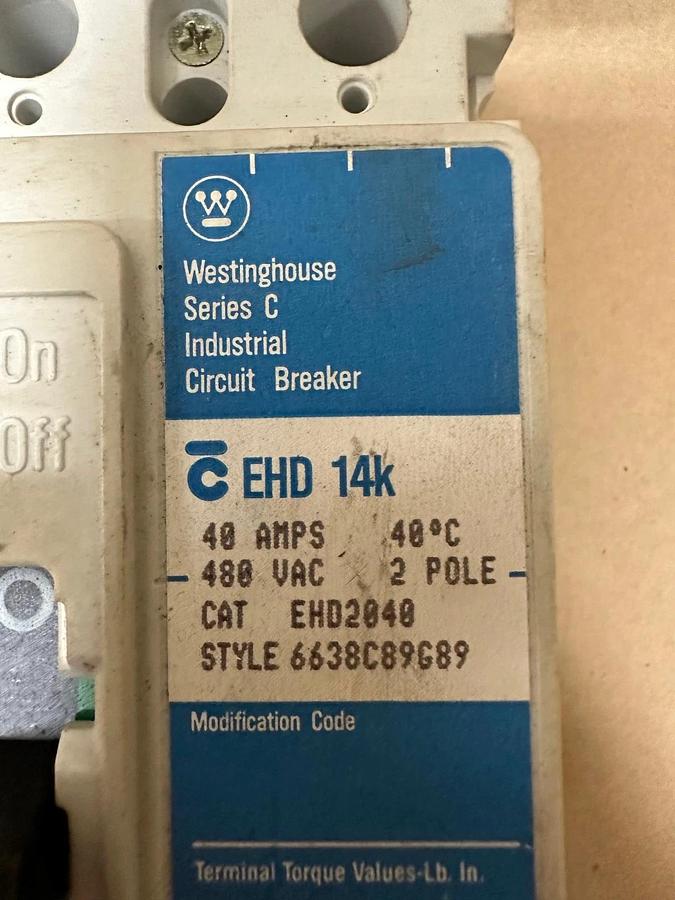 W
Westinghouse
Series C
Industrial
Circuit Breaker
On
Off
C EHD 14k
40 AMPS 40°C
480 VAC 2 POLE
CAT EHD2040
STYLE 6638C89G89
Modification Code
Terminal Torque Values-Lb. In.